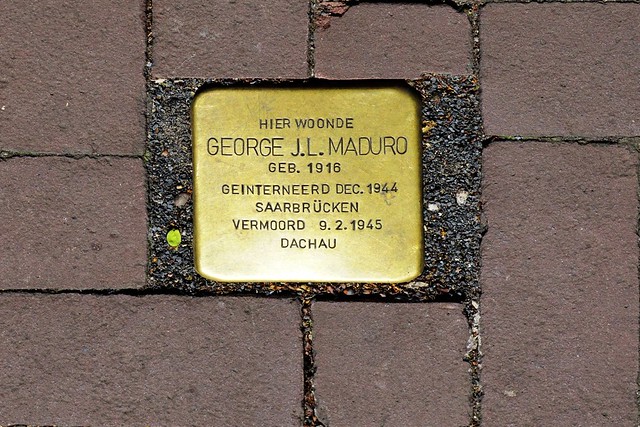 HIER WOONDE
GEORGE J.L. MADURO
GEB. 1916
GEINTERNEERD DEC. 1944
SAARBRÜCKEN
VERMOORD 9.2.1945
DACHAU